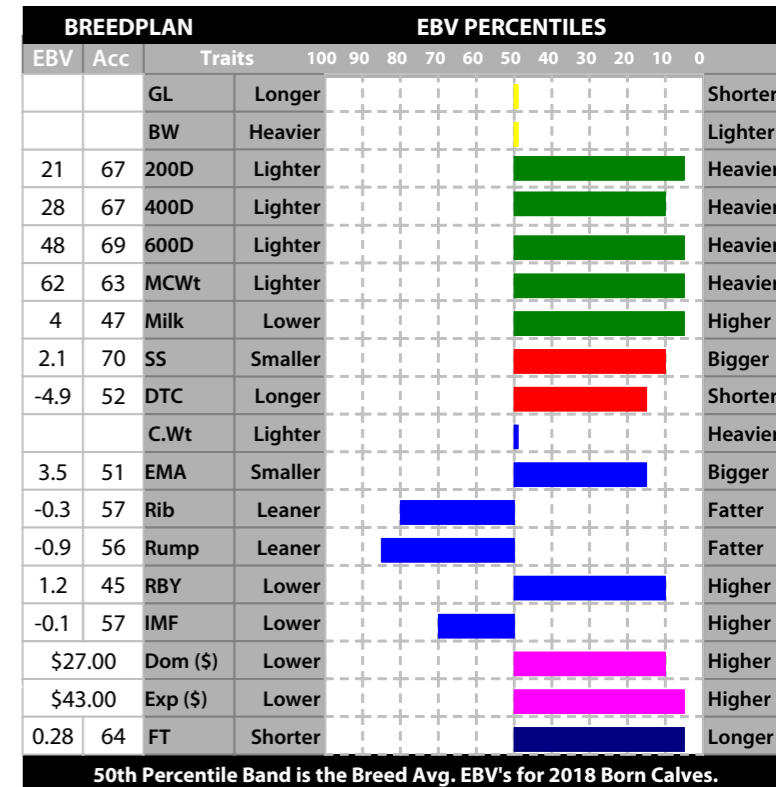 BREEDPLAN EBV PERCENTILES
EBV Acc Traits 100 90 80 70 60 50 40 30 20 10 0
GL Longer Shorter
BW Heavier Lighter
21 67 200D Lighter Heavier
28 67 400D Lighter Heavier
48 69 600D Lighter Heavier
62 63 MCWt Lighter Heavier
4 47 Milk Lower Higher
2.1 70 SS Smaller Bigger
-4.9 52 DTC Longer Shorter
C.Wt Lighter Heavier
3.5 51 EMA Smaller Bigger
-0.3 57 Rib Leaner Fatter
-0.9 56 Rump Leaner Fatter
1.2 45 RBY Lower Higher
-0.1 57 IMF Lower Higher
$27.00 Dom ($) Lower Higher
$43.00 Exp ($) Lower Higher
0.28 64 FT Shorter Longer
50th Percentile Band is the Breed Avg. EBV's for 2018 Born Calves.